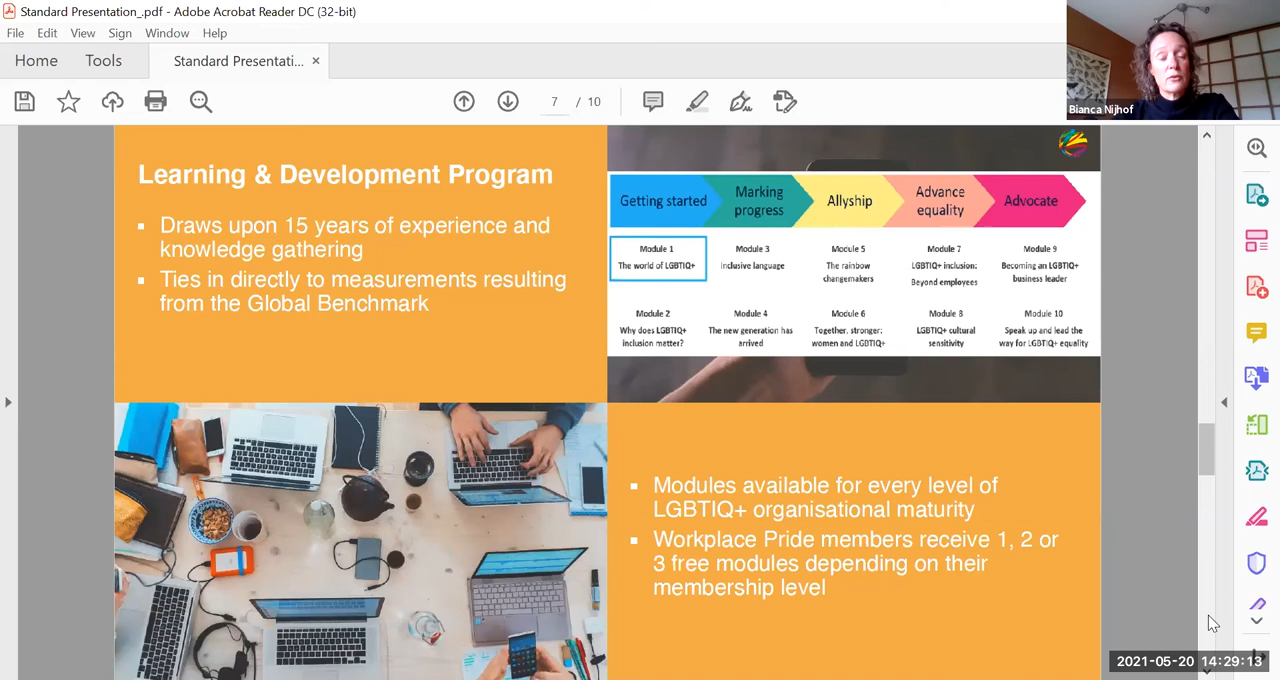 Standard Presentation_.pdf - Adobe Acrobat Reader DC (32-bit)
File Edit View Sign Window Help
Home Tools Standard Presentati... ×
7 / 10
Bianca Nijhof
Learning & Development Program
▪ Draws upon 15 years of experience and
knowledge gathering
▪ Ties in directly to measurements resulting
from the Global Benchmark
Getting started
Marking
progress
Allyship
Advance
equality
Advocate
Module 1
The world of LGBTIQ+
Module 3
Inclusive language
Module 5
The rainbow
changemakers
Module 7
LGBTIQ+ inclusion:
Beyond employees
Module 9
Becoming an LGBTIQ+
business leader
Module 2
Why does LGBTIQ+
inclusion matter?
Module 4
The new generation has
arrived
Module 6
Together, stronger:
women and LGBTIQ+
Module 8
LGBTIQ+ cultural
sensitivity
Module 10
Speak up and lead the
way for LGBTIQ+ equality
▪ Modules available for every level of
LGBTIQ+ organisational maturity
▪ Workplace Pride members receive 1, 2 or
3 free modules depending on their
membership level
2021-05-20 14:29:13